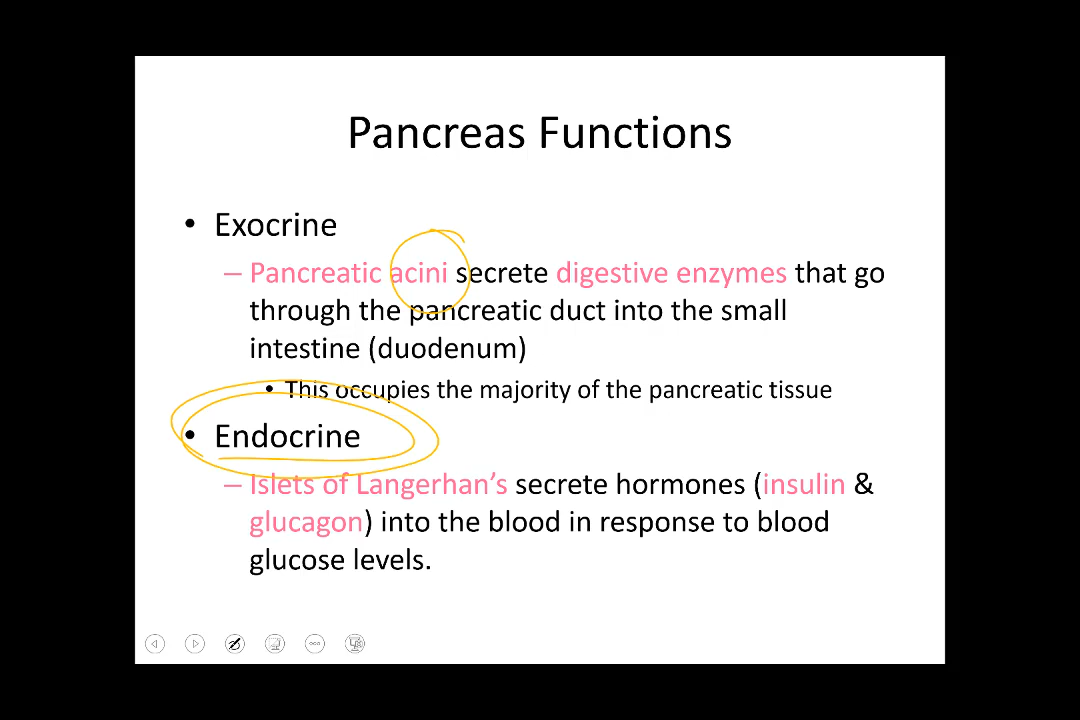 Pancreas Functions
• Exocrine
– Pancreatic acini secrete digestive enzymes that go
through the pancreatic duct into the small
intestine (duodenum)
• This occupies the majority of the pancreatic tissue
• Endocrine
– Islets of Langerhan’s secrete hormones (insulin &
glucagon) into the blood in response to blood
glucose levels.